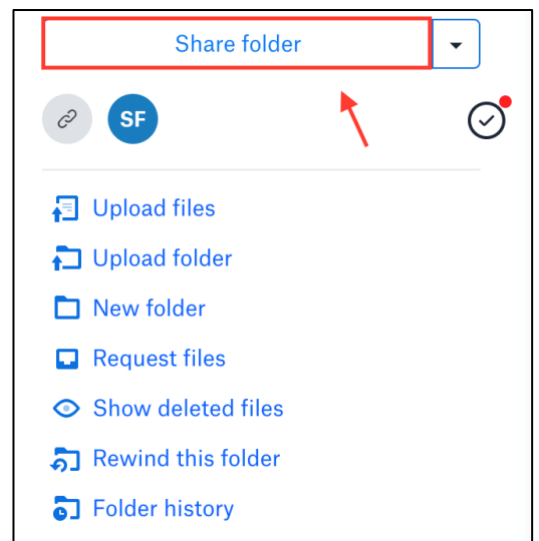 Share folder
SF
Upload files
Upload folder
New folder
Request files
Show deleted files
Rewind this folder
Folder history